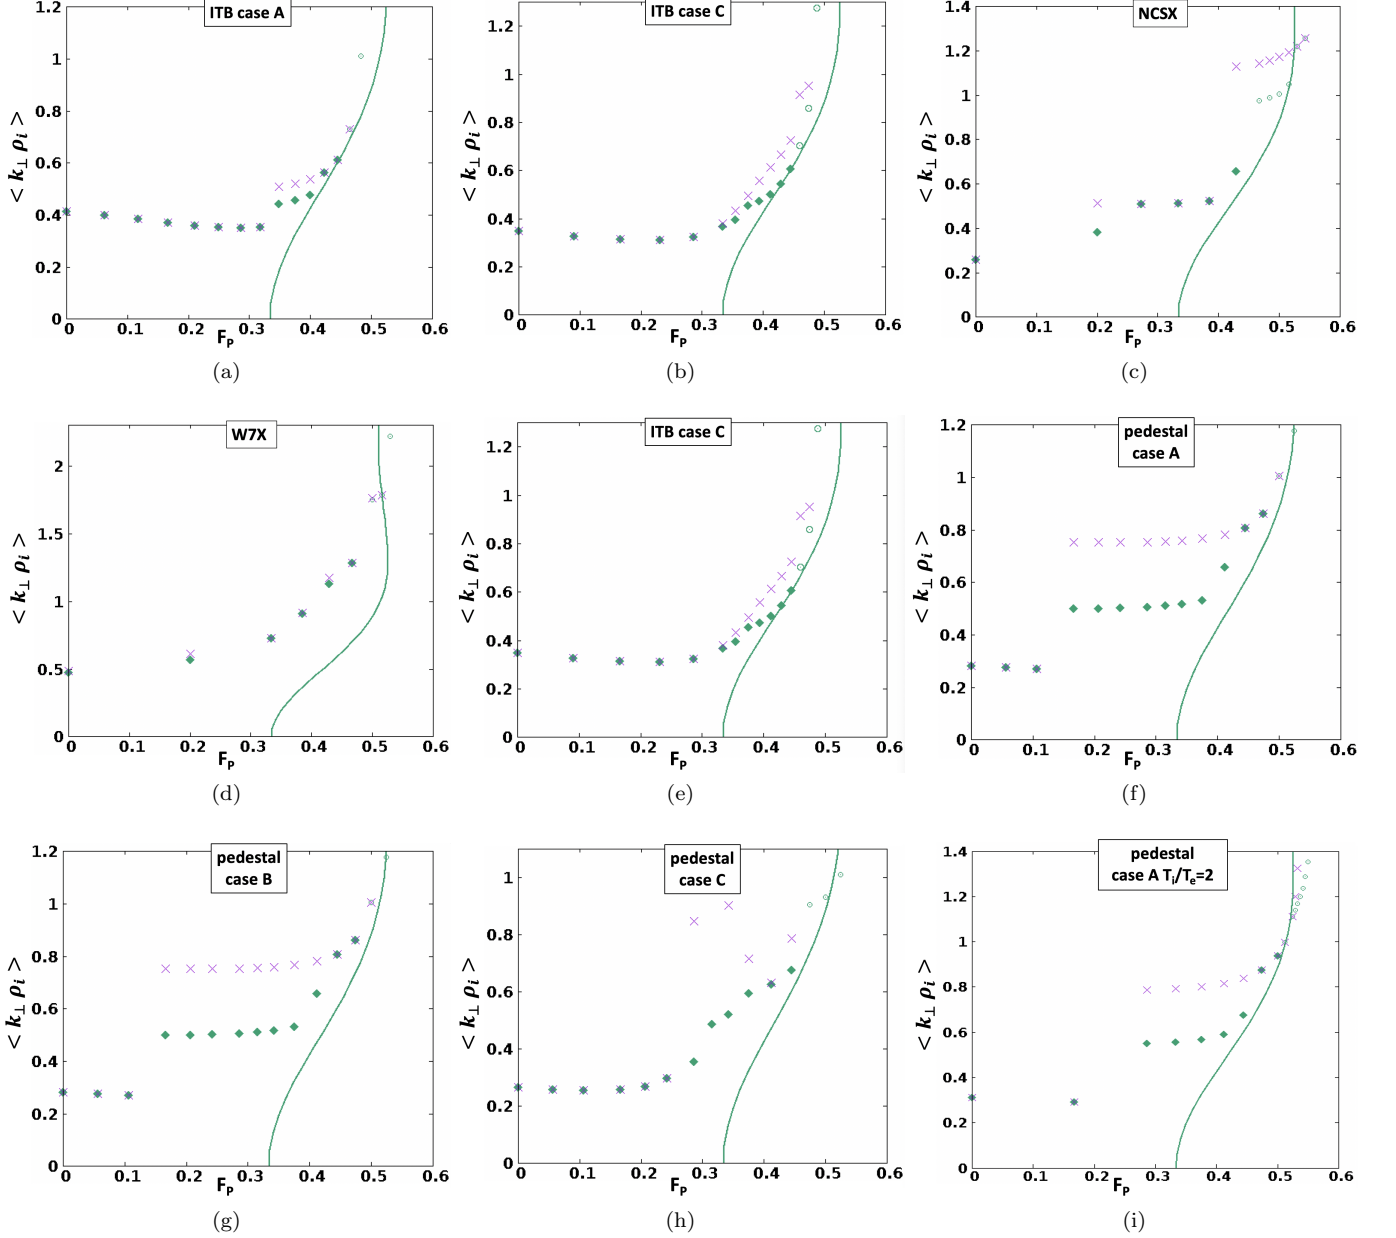 ITB case A
< k⊥ ρi >
1.2
1
0.8
0.6
0.4
0.2
0
0 0.1 0.2 0.3 0.4 0.5 0.6
FP
(a)
ITB case C
< k⊥ ρi >
1.2
1
0.8
0.6
0.4
0.2
0
0 0.1 0.2 0.3 0.4 0.5 0.6
FP
(b)
NCSX
< k⊥ ρi >
1.4
1.2
1
0.8
0.6
0.4
0.2
0
0 0.1 0.2 0.3 0.4 0.5 0.6
FP
(c)
W7X
< k⊥ ρi >
2
1.2
1
0.5
0
0 0.1 0.2 0.3 0.4 0.5 0.6
FP
(d)
ITB case C
< k⊥ ρi >
1.2
1
0.8
0.6
0.4
0.2
0
0 0.1 0.2 0.3 0.4 0.5 0.6
FP
(e)
pedestal
case A
< k⊥ ρi >
1.2
1
0.8
0.6
0.4
0.2
0
0 0.1 0.2 0.3 0.4 0.5 0.6
FP
(f)
pedestal
case B
< k⊥ ρi >
1.2
1
0.8
0.6
0.4
0.2
0
0 0.1 0.2 0.3 0.4 0.5 0.6
FP
(g)
pedestal
case C
< k⊥ ρi >
1
0.8
0.6
0.4
0.2
0
0 0.1 0.2 0.3 0.4 0.5 0.6
FP
(h)
pedestal
case A Ti/Te=2
< k⊥ ρi >
1.4
1.2
1
0.8
0.6
0.4
0.2
0
0 0.1 0.2 0.3 0.4 0.5 0.6
FP
(i)